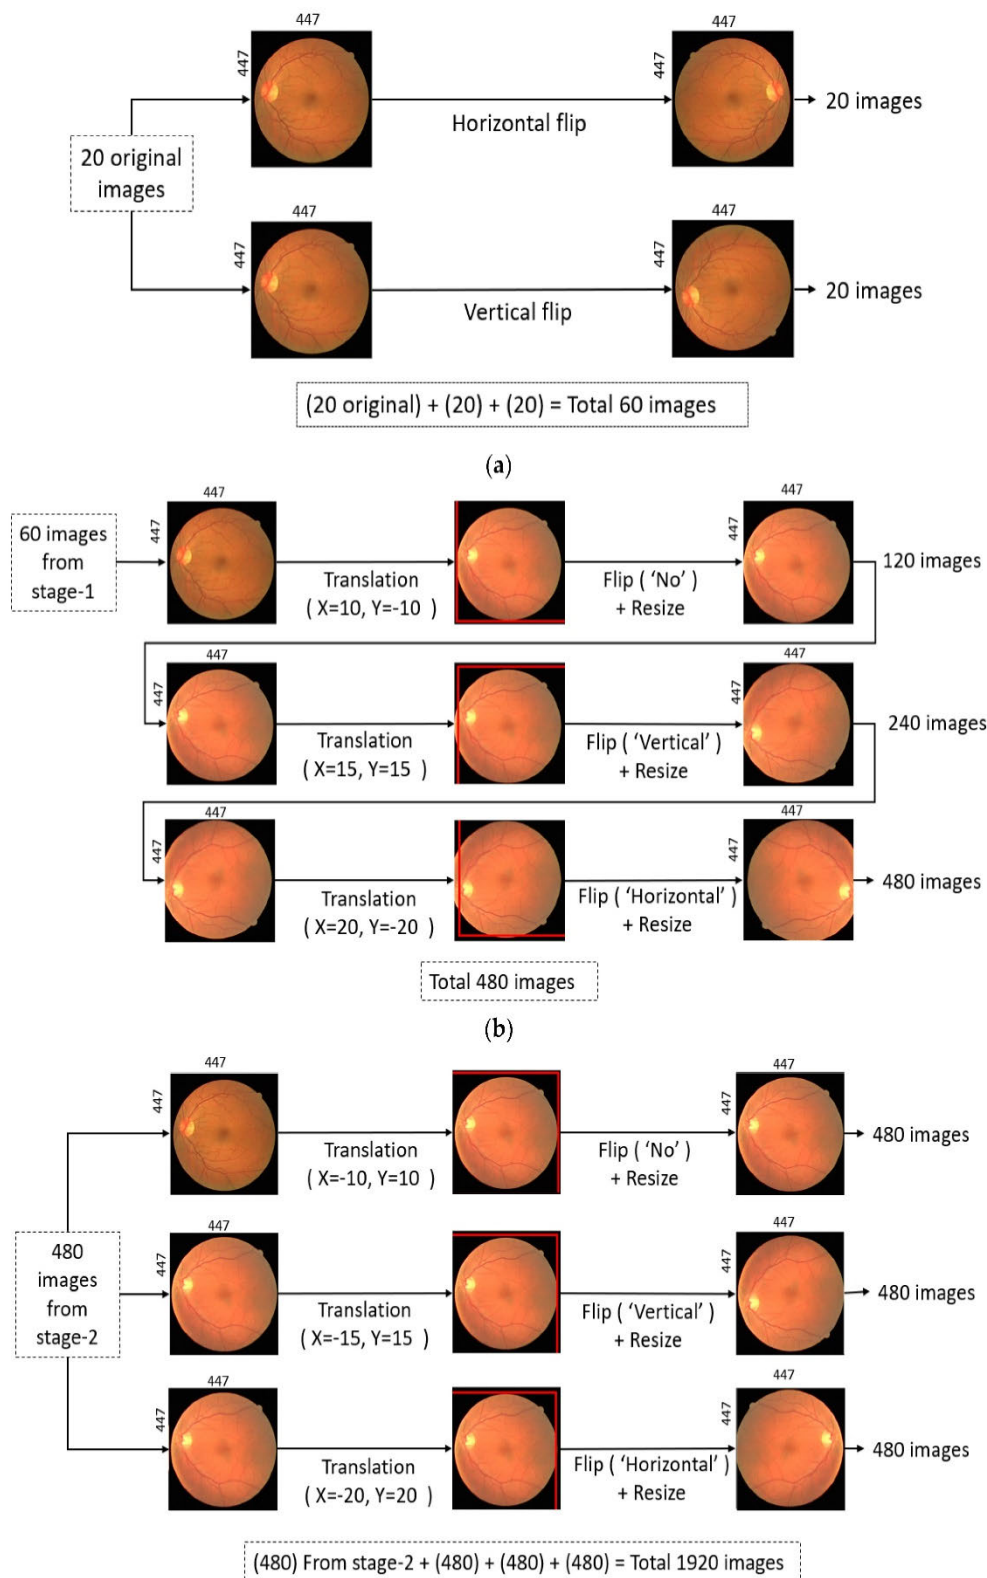 447
447
447
447
Horizontal flip
20 images
20 original
images
447
447
447
447
Vertical flip
20 images
(20 original) + (20) + (20) = Total 60 images
(a)
60 images
from
stage-1
447
447
Translation
( X=10, Y=-10 )
Flip ( ‘No’ )
+ Resize
447
447
120 images
447
447
Translation
( X=15, Y=15 )
Flip ( ‘Vertical’ )
+ Resize
447
447
240 images
447
447
Translation
( X=20, Y=-20 )
Flip ( ‘Horizontal’ )
+ Resize
447
447
480 images
Total 480 images
(b)
480
images
from
stage-2
447
447
Translation
( X=-10, Y=10 )
Flip ( ‘No’ )
+ Resize
447
447
480 images
447
447
Translation
( X=-15, Y=15 )
Flip ( ‘Vertical’ )
+ Resize
447
447
480 images
447
447
Translation
( X=-20, Y=20 )
Flip ( ‘Horizontal’ )
+ Resize
447
447
480 images
(480) From stage-2 + (480) + (480) + (480) = Total 1920 images